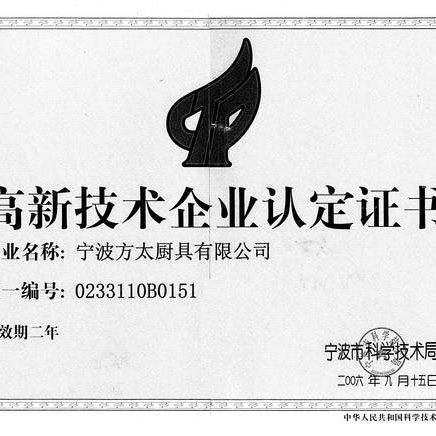 高新技术企业认定证书
业名称: 宁波方太厨具有限公司
一编号: 0233110B0151
效期二年
宁波市科学技术局
二00六 年 八 月 十五日
中华人民共和国科学技术